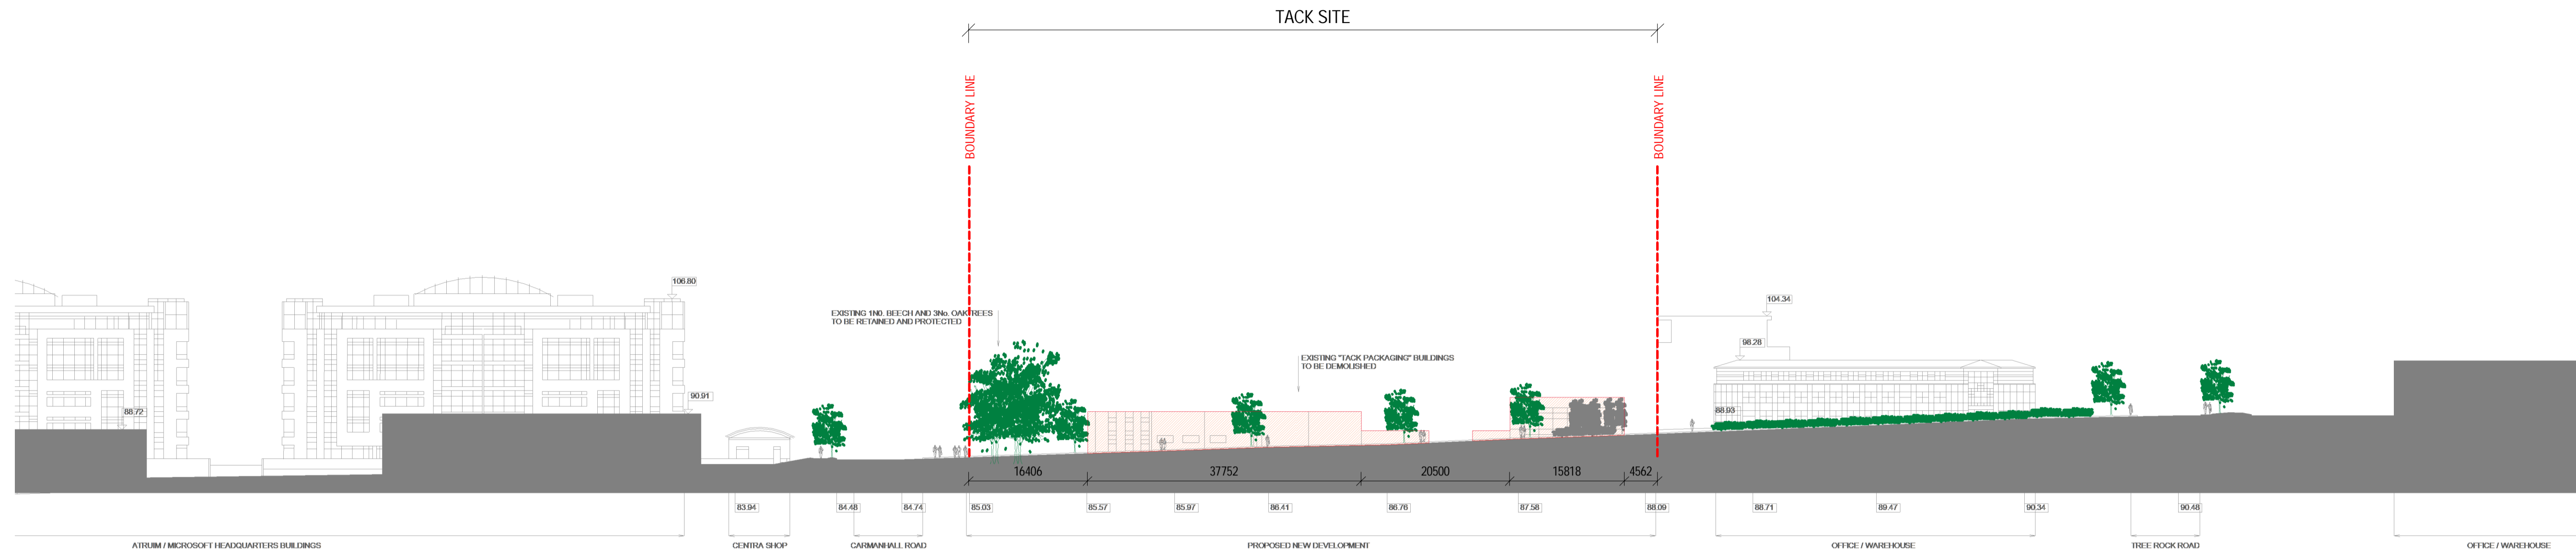 TACK SITE
BOUNDARY LINE
BOUNDARY LINE
106.80
104.34
EXISTING 1NO. BEECH AND 3No. OAK TREES
TO BE RETAINED AND PROTECTED
98.28
EXISTING "TACK PACKAGING" BUILDINGS
TO BE DEMOLISHED
90.91
88.72
88.93
16406
37752
20500
15818
4562
83.94
84.48
84.74
85.03
85.57
85.97
86.41
86.76
87.58
88.09
88.71
89.47
90.34
90.48
ATRUIM / MICROSOFT HEADQUARTERS BUILDINGS
CENTRA SHOP
CARMANHALL ROAD
PROPOSED NEW DEVELOPMENT
OFFICE / WAREHOUSE
TREE ROCK ROAD
OFFICE / WAREHOUSE